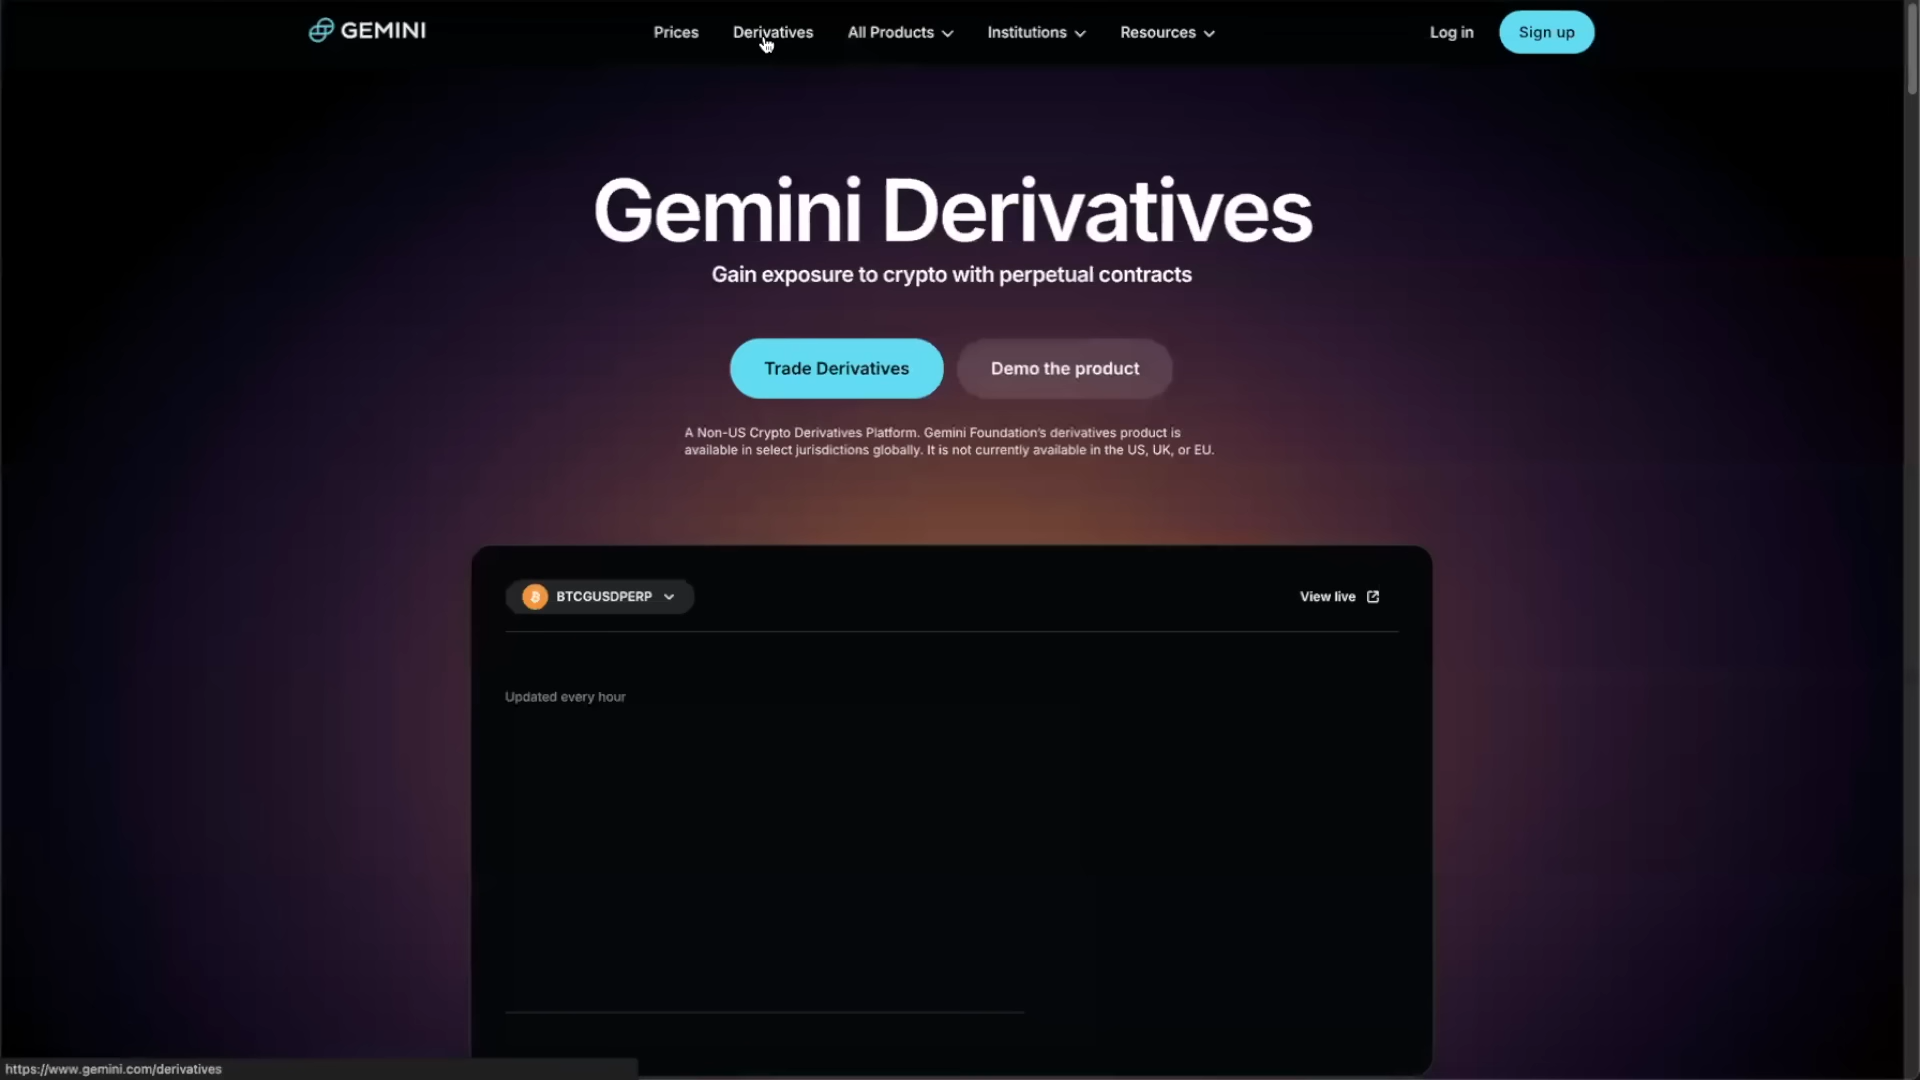 GEMINI
Prices
Derivatives
All Products
Institutions
Resources
Log in
Sign up
Gemini Derivatives
Gain exposure to crypto with perpetual contracts
Trade Derivatives
Demo the product
A Non-US Crypto Derivatives Platform. Gemini Foundation's derivatives product is
available in select jurisdictions globally. It is not currently available in the US, UK, or EU.
BTCGUSDPERP
View live
Updated every hour
https://www.gemini.com/derivatives